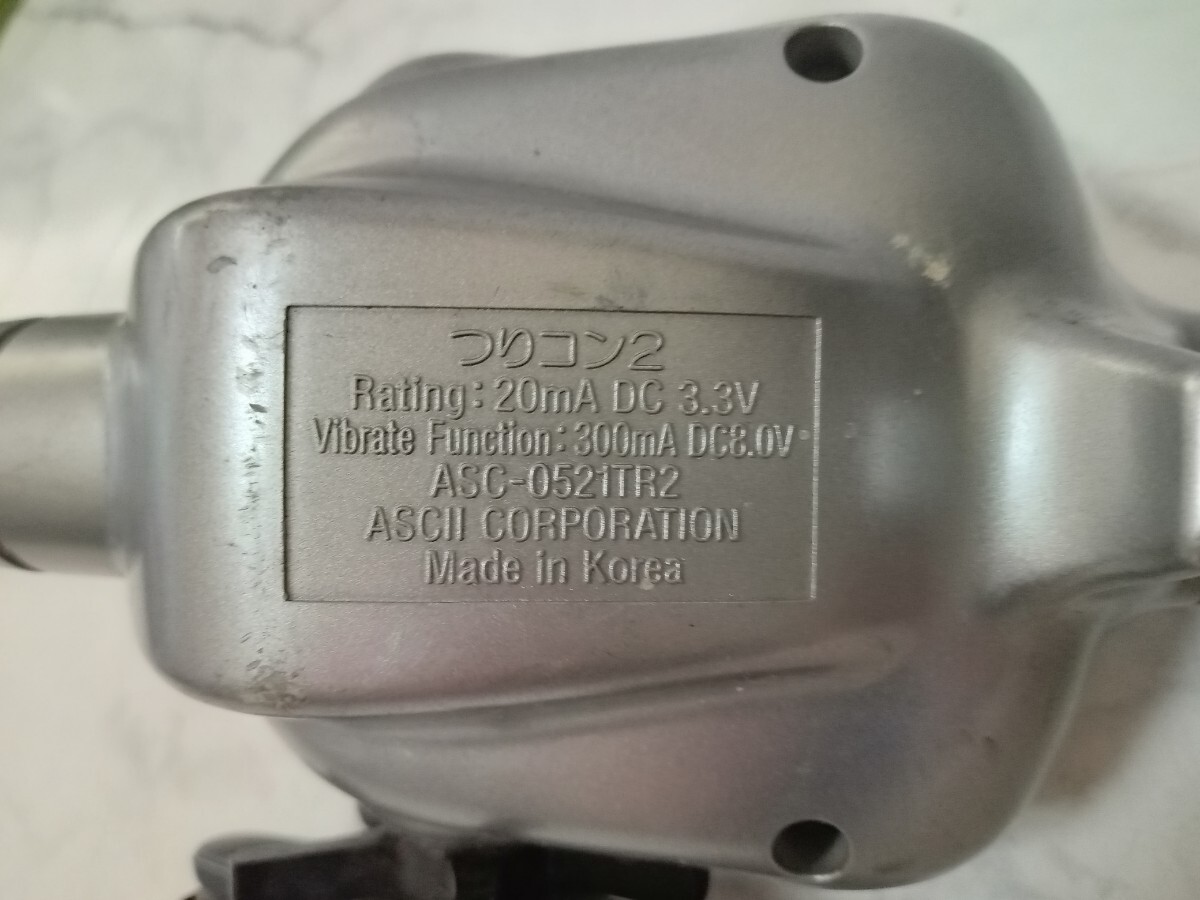 つりコン2
Rating: 20mA DC 3.3V
Vibrate Function: 300mA DC8.0V
ASC-0521TR2
ASCII CORPORATION
Made in Korea